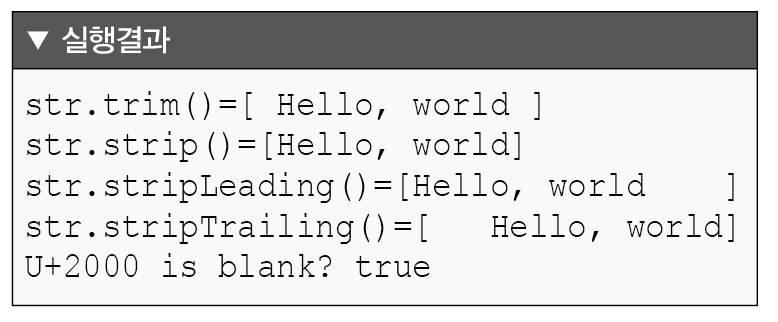 ▼ 실행결과
str.trim()=[ Hello, world ]
str.strip()=[Hello, world]
str.stripLeading()=[Hello, world    ]
str.stripTrailing()=[   Hello, world]
U+2000 is blank? true